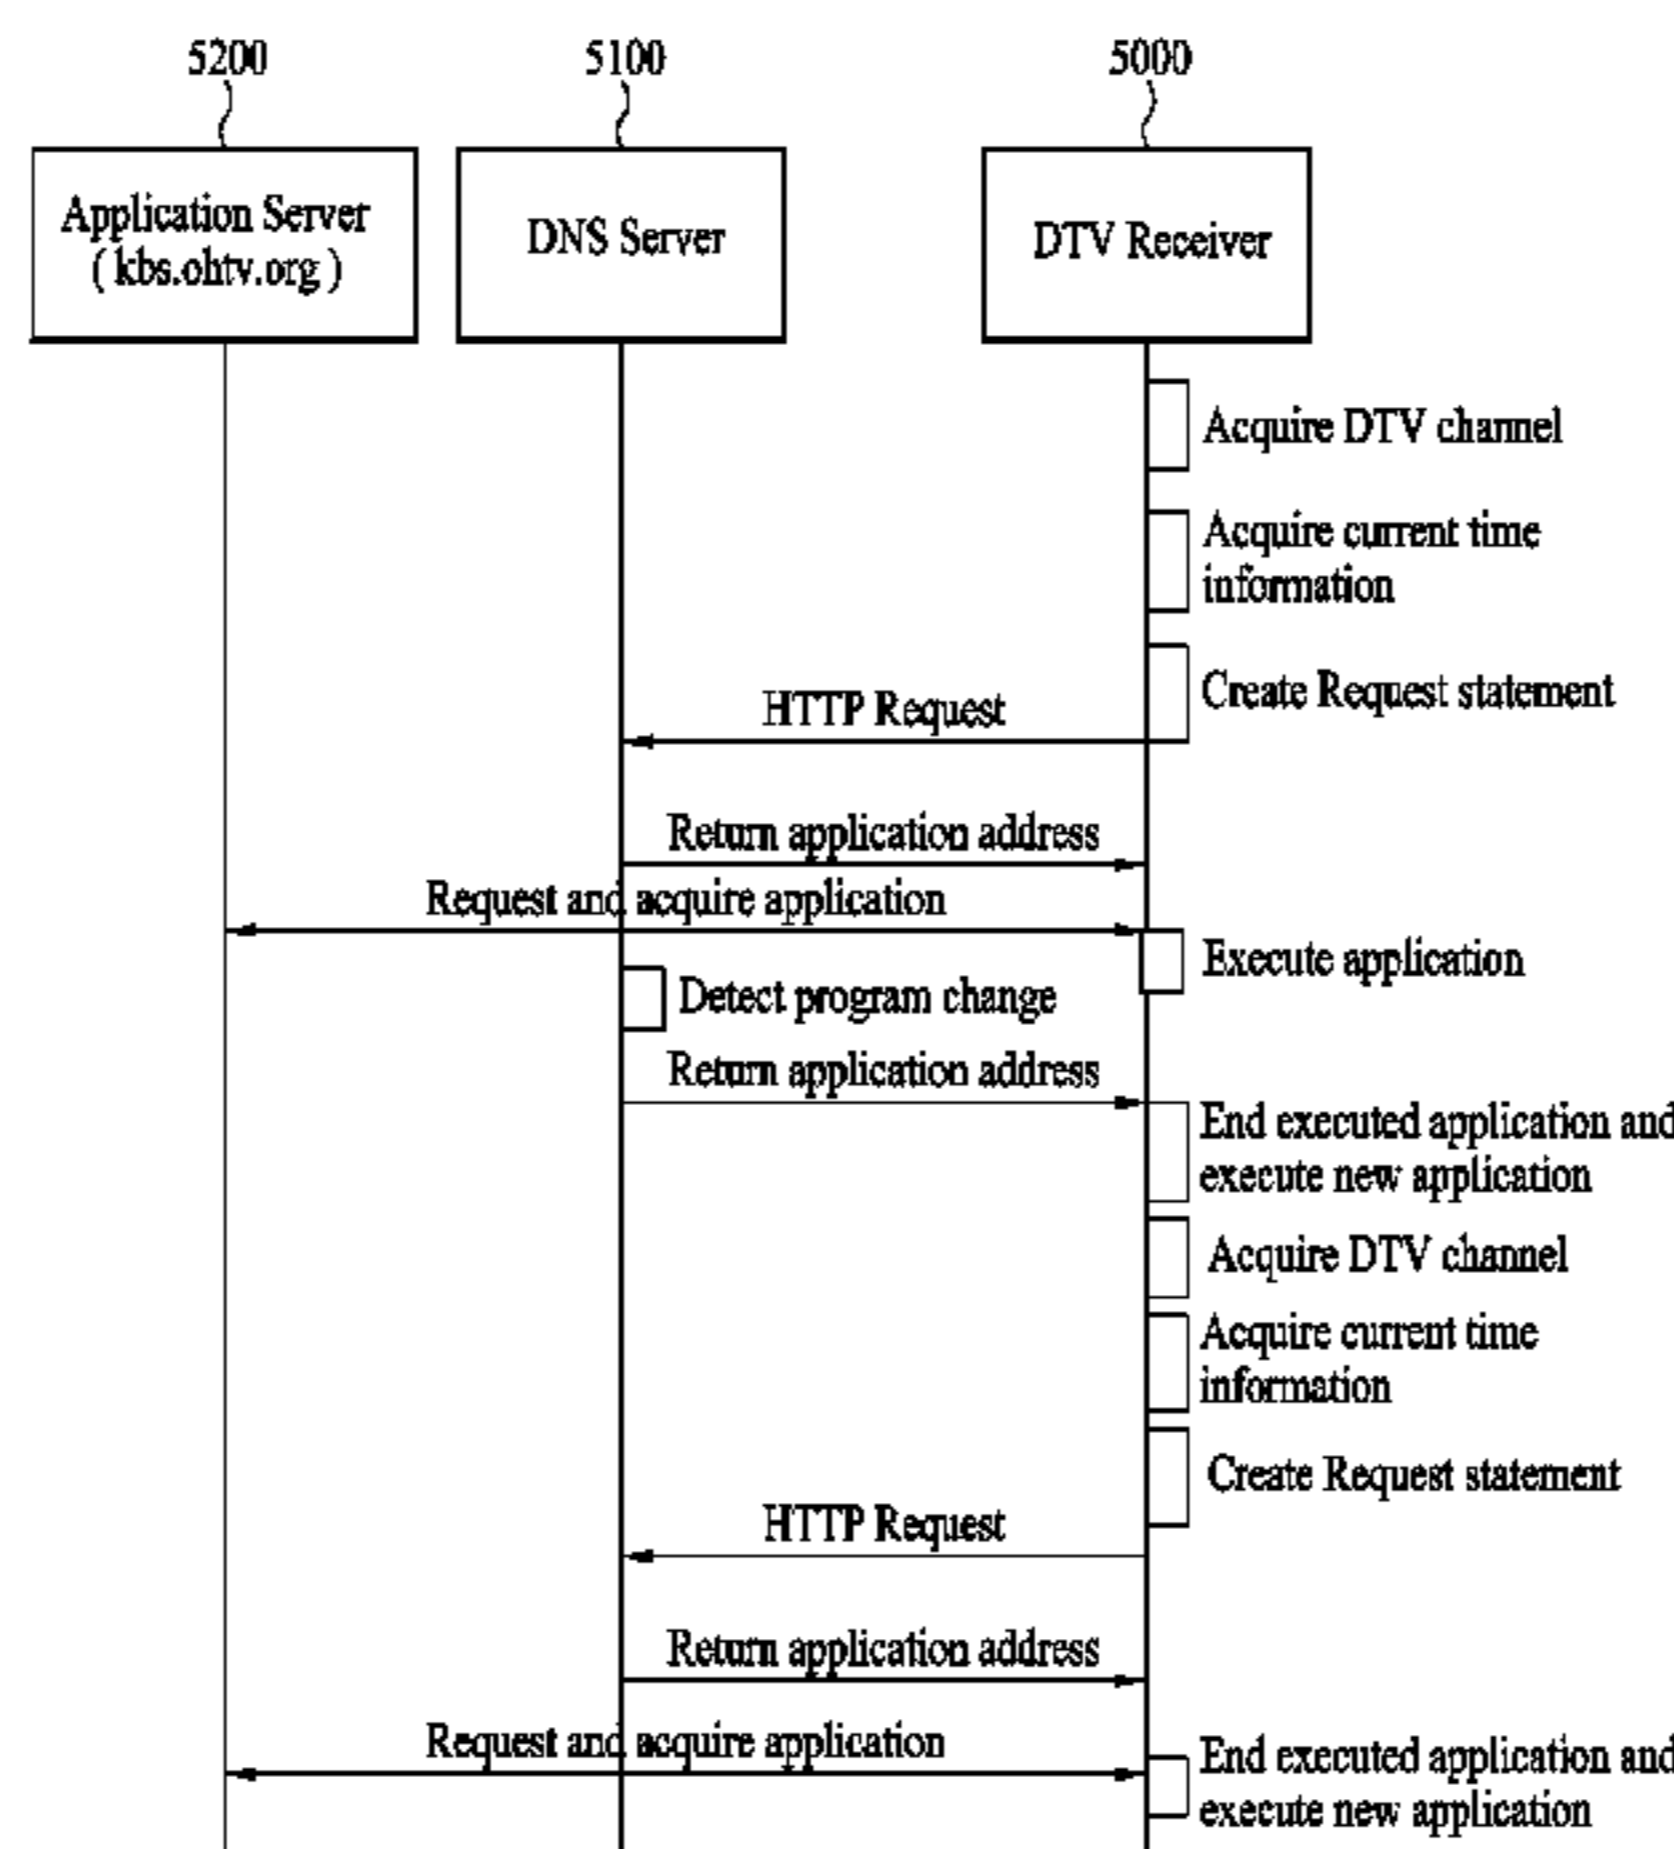 5200
5100
5000
Application Server
( kbs.ohtv.org )
DNS Server
DTV Receiver
Acquire DTV channel
Acquire current time
information
Create Request statement
HTTP Request
Return application address
Request and acquire application
Execute application
Detect program change
Return application address
End executed application and
execute new application
Acquire DTV channel
Acquire current time
information
Create Request statement
HTTP Request
Return application address
Request and acquire application
End executed application and
execute new application